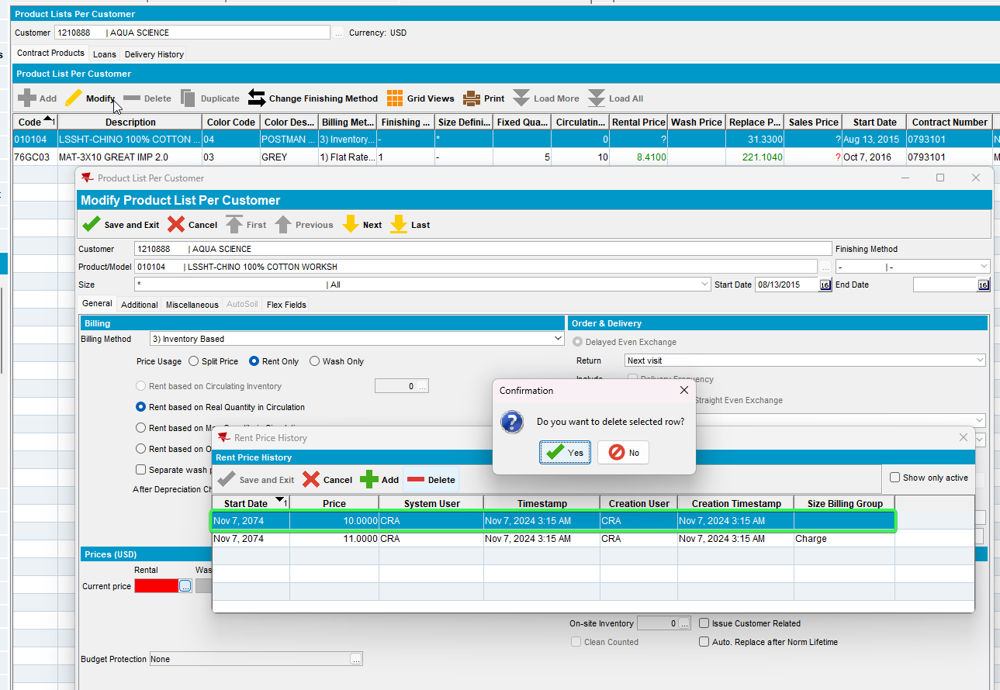 Product Lists Per Customer
Customer 1210888 | AQUA SCIENCE ... Currency: USD
Contract Products Loans Delivery History
Product List Per Customer
Add Modify Delete Duplicate Change Finishing Method Grid Views Print Load More Load All
Code 1 Description Color Code Color Des... Billing Met... Finishing ... Size Defini... Fixed Qua... Circulatin... Rental Price Wash Price Replace P... Sales Price Start Date Contract Number
010104 LSSHT-CHINO 100% COTTON ... 04 POSTMAN ... 3) Inventory... - * 0 ? 31.3300 ? Aug 13, 2015 0793101 N
76GC03 MAT-3X10 GREAT IMP 2.0 03 GREY 1) Flat Rate... 1 - 5 10 8.4100 221.1040 ? Oct 7, 2016 0793101 M
Product List Per Customer
Modify Product List Per Customer
Save and Exit Cancel First Previous Next Last
Customer 1210888 | AQUA SCIENCE Finishing Method
Product/Model 010104 | LSSHT-CHINO 100% COTTON WORKSH ... - | -
Size * | All Start Date 08/13/2015 16 End Date 16
General Additional Miscellaneous AutoSoil Flex Fields
Billing Order & Delivery
Billing Method 3) Inventory Based Delayed Even Exchange
Price Usage Split Price Rent Only Wash Only Return Next visit
Include Delivery Frequency
Rent based on Circulating Inventory 0 ...
Straight Even Exchange
Rent based on Real Quantity in Circulation
Rent based on
Rent based on O
Separate wash p
After Depreciation Ch
Confirmation
Do you want to delete selected row?
Yes No
Rent Price History
Rent Price History
Save and Exit Cancel Add Delete Show only active
Start Date 1 Price System User Timestamp Creation User Creation Timestamp Size Billing Group
Nov 7, 2074 10.0000 CRA Nov 7, 2024 3:15 AM CRA Nov 7, 2024 3:15 AM
Nov 7, 2074 11.0000 CRA Nov 7, 2024 3:15 AM CRA Nov 7, 2024 3:15 AM Charge
Prices (USD)
Rental Was
Current price ...
On-site Inventory 0 ... Issue Customer Related
Clean Counted Auto. Replace after Norm Lifetime
Budget Protection None ...